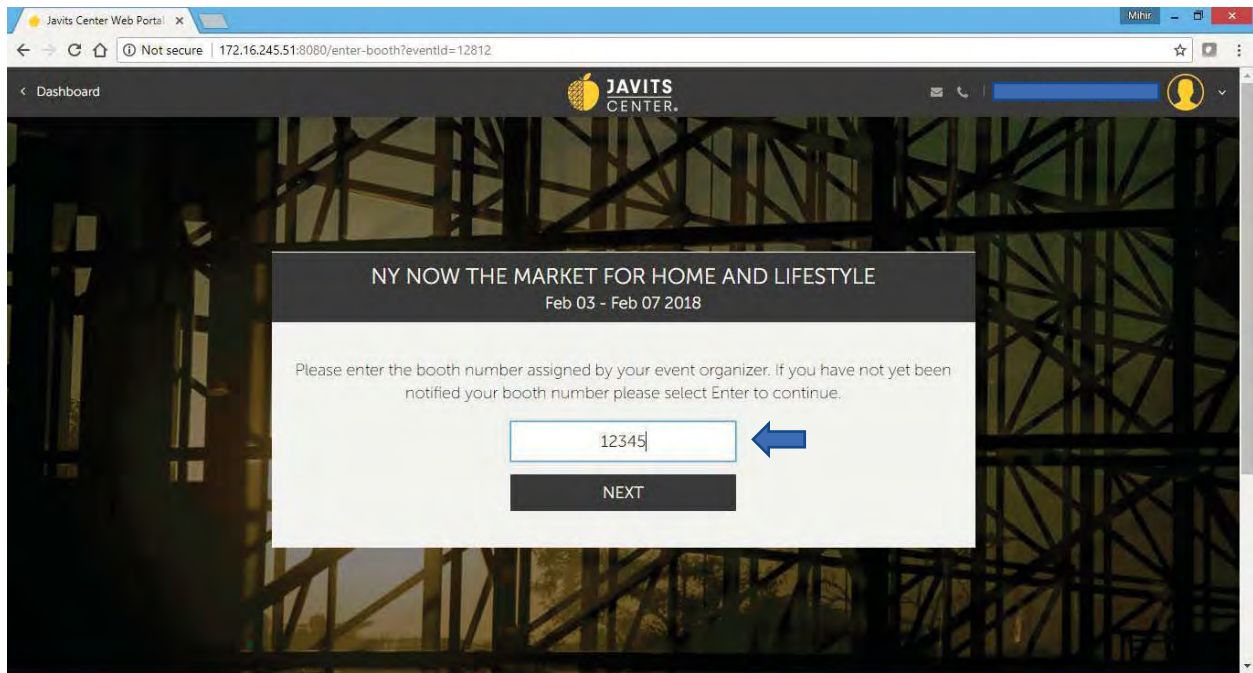 Javits Center Web Portal
Mihir
Not secure | 172.16.245.51:8080/enter-booth?eventId=12812
Dashboard
JAVITS
CENTER.
NY NOW THE MARKET FOR HOME AND LIFESTYLE
Feb 03 - Feb 07 2018
Please enter the booth number assigned by your event organizer. If you have not yet been
notified your booth number please select Enter to continue.
12345
NEXT